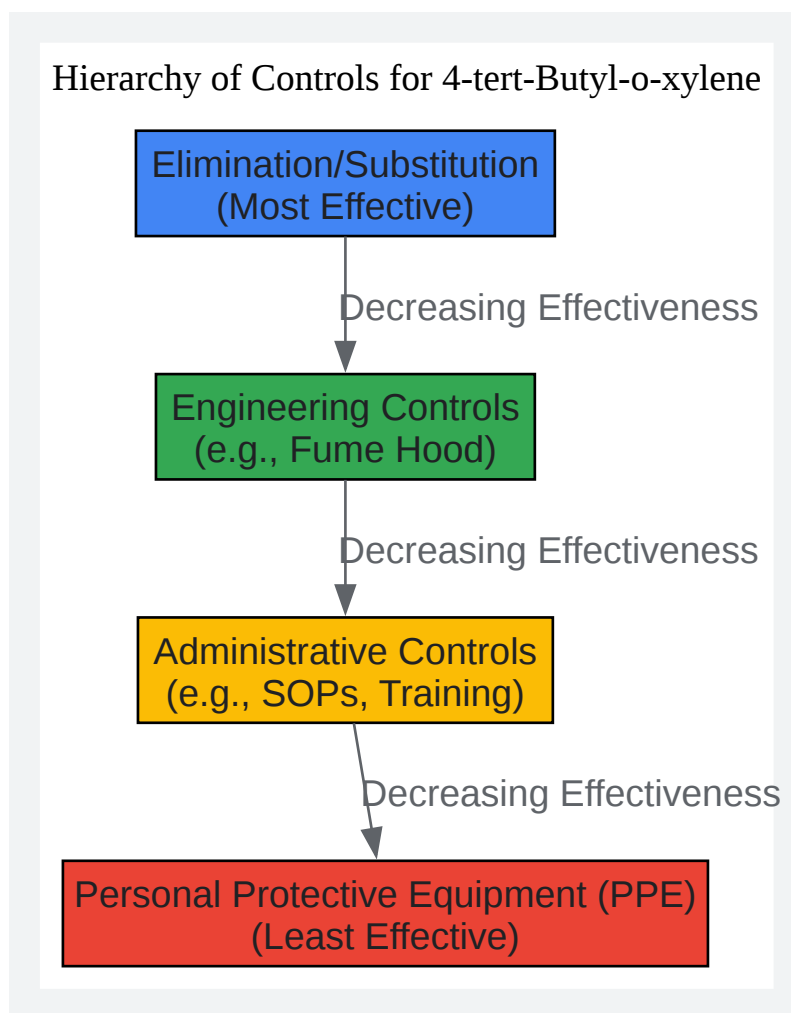 Hierarchy of Controls for 4-tert-Butyl-o-xylene
Elimination/Substitution
(Most Effective)
Decreasing Effectiveness
Engineering Controls
(e.g., Fume Hood)
Decreasing Effectiveness
Administrative Controls
(e.g., SOPs, Training)
Decreasing Effectiveness
Personal Protective Equipment (PPE)
(Least Effective)